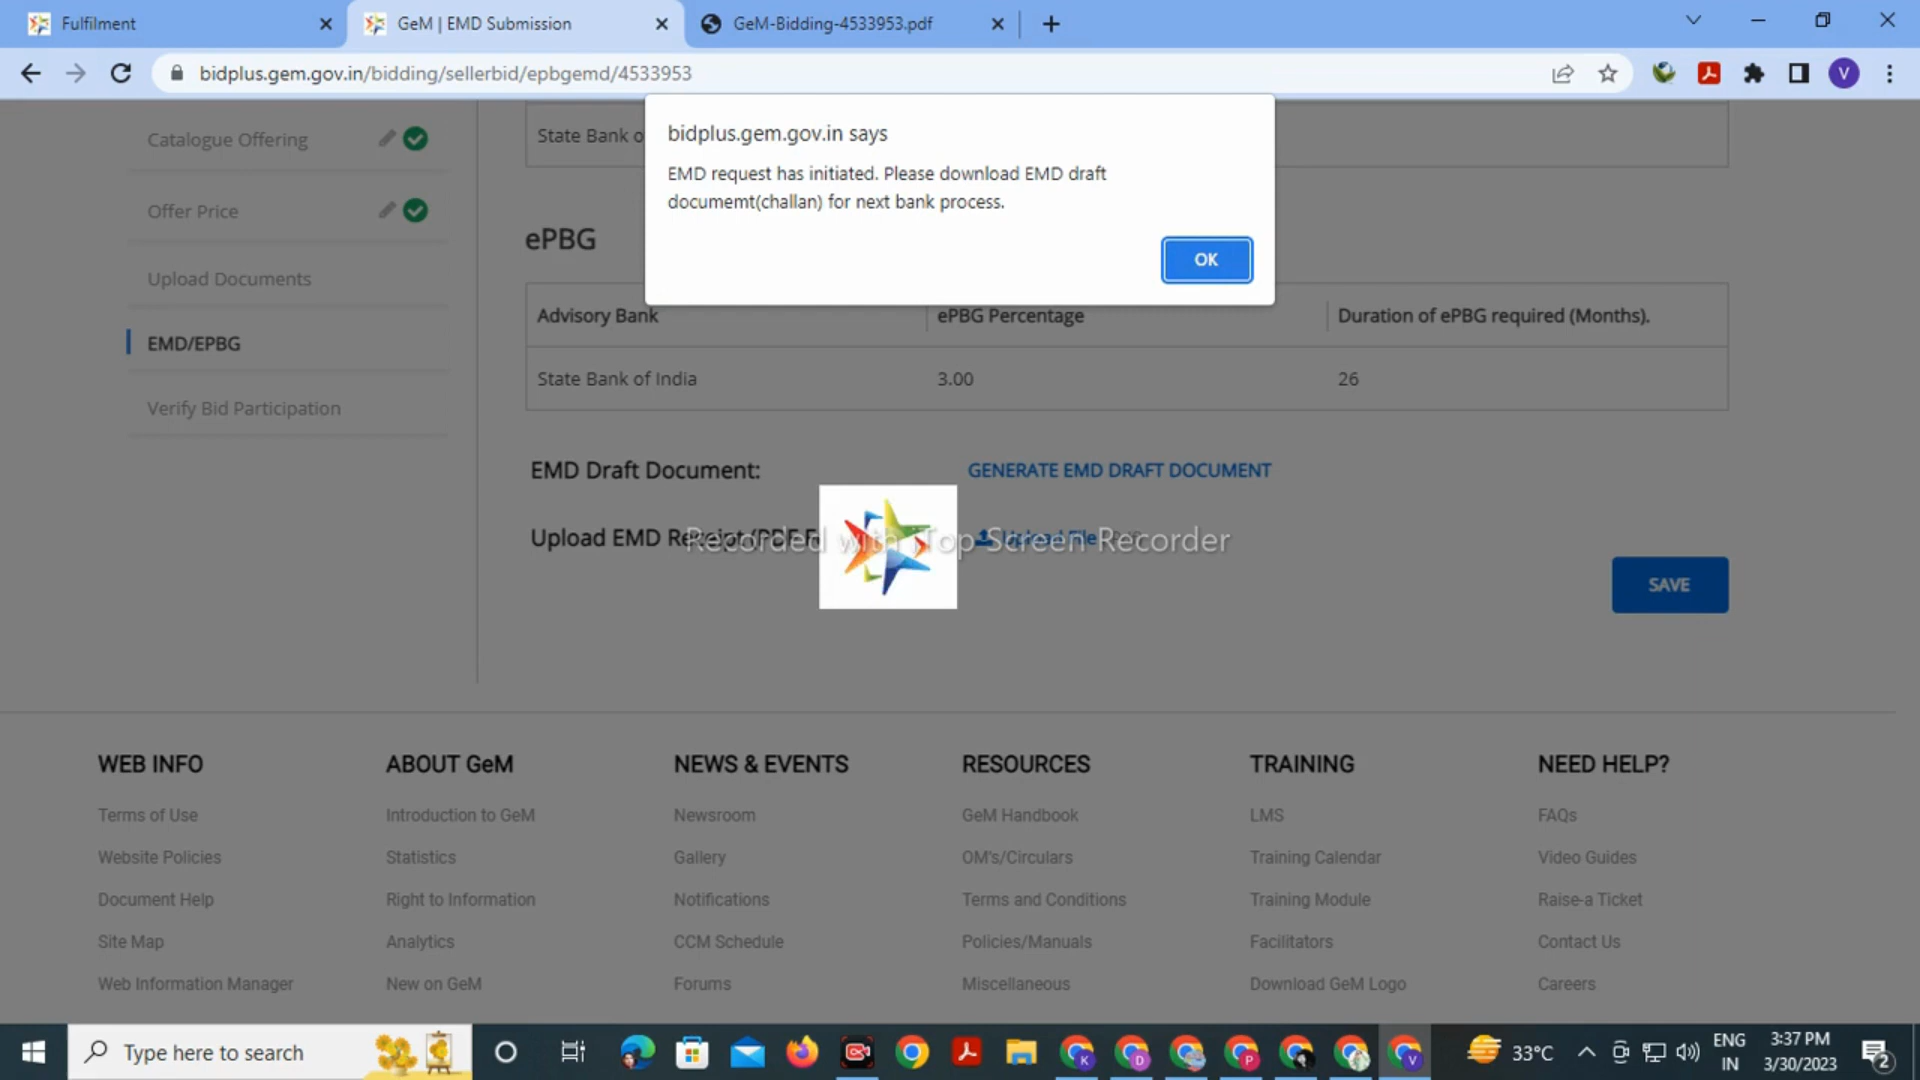 Fulfilment
GeM | EMD Submission
GeM-Bidding-4533953.pdf
bidplus.gem.gov.in/bidding/sellerbid/epbgemd/4533953
V
bidplus.gem.gov.in says
EMD request has initiated. Please download EMD draft
documemt(challan) for next bank process.
OK
Catalogue Offering
Offer Price
Upload Documents
EMD/EPBG
Verify Bid Participation
State Bank o
ePBG
Advisory Bank ePBG Percentage Duration of ePBG required (Months).
State Bank of India 3.00 26
EMD Draft Document: GENERATE EMD DRAFT DOCUMENT
Upload EMD Receipt (PDF F Upload File
Recorded with iTop Screen Recorder
SAVE
WEB INFO
Terms of Use
Website Policies
Document Help
Site Map
Web Information Manager
ABOUT GeM
Introduction to GeM
Statistics
Right to Information
Analytics
New on GeM
NEWS & EVENTS
Newsroom
Gallery
Notifications
CCM Schedule
Forums
RESOURCES
GeM Handbook
OM's/Circulars
Terms and Conditions
Policies/Manuals
Miscellaneous
TRAINING
LMS
Training Calendar
Training Module
Facilitators
Download GeM Logo
NEED HELP?
FAQs
Video Guides
Raise-a Ticket
Contact Us
Careers
Type here to search
K
D
P
V
33°C
ENG
IN
3:37 PM
3/30/2023
2